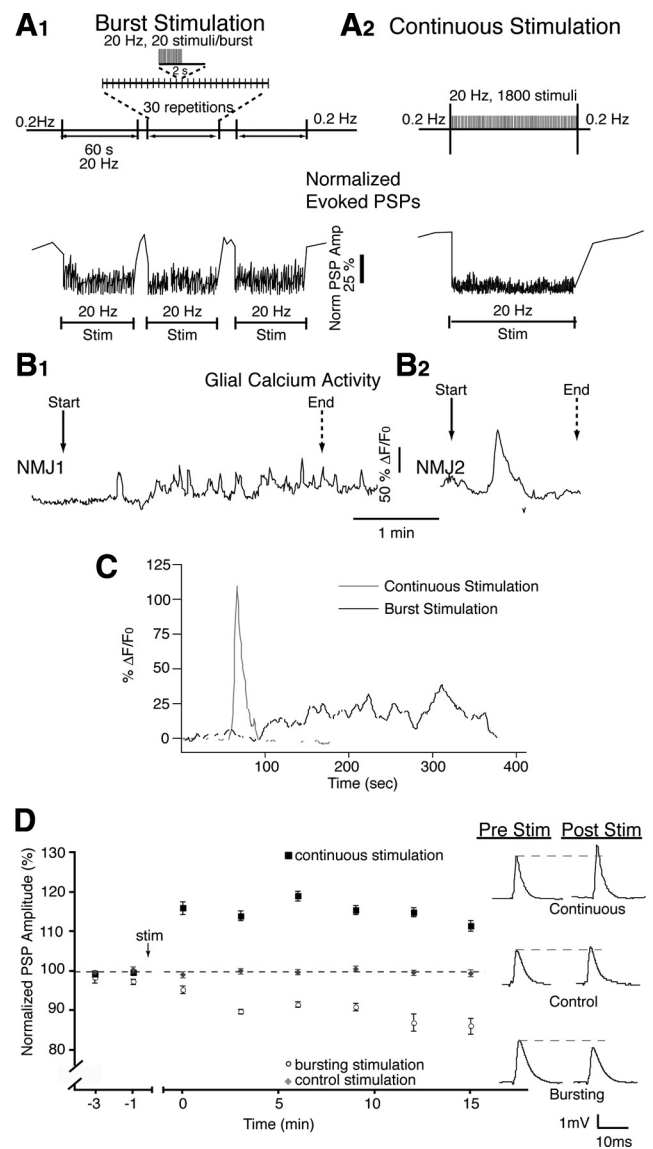 A1 Burst Stimulation
20 Hz, 20 stimuli/burst
2 s
30 repetitions
0.2Hz
0.2 Hz
60 s
20 Hz
A2 Continuous Stimulation
20 Hz, 1800 stimuli
0.2 Hz
0.2 Hz
Normalized
Evoked PSPs
Norm PSP Amp
25 %
20 Hz
20 Hz
20 Hz
20 Hz
Stim
Stim
Stim
Stim
B1
Glial Calcium Activity
B2
Start
End
Start
End
NMJ1
50 % ΔF/F0
NMJ2
1 min
C
125
100
75
50
25
0
% ΔF/F0
Continuous Stimulation
Burst Stimulation
100
200
300
400
Time (sec)
D
130
120
110
100
90
80
Normalized PSP Amplitude (%)
continuous stimulation
stim
bursting stimulation
control stimulation
-3
-1
0
5
10
15
Time (min)
Pre Stim
Post Stim
Continuous
Control
Bursting
1mV
10ms